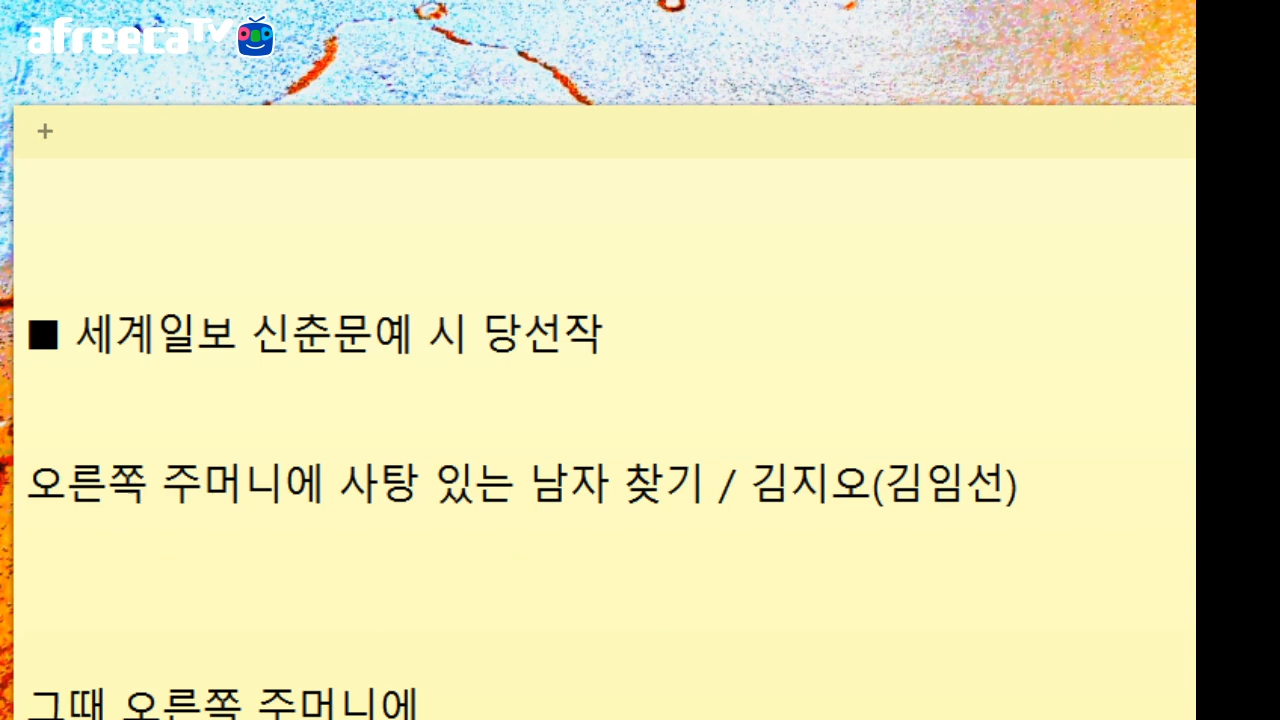 afreecaTV
+
■ 세계일보 신춘문예 시 당선작
오른쪽 주머니에 사탕 있는 남자 찾기 / 김지오(김임선)
그때 오른쪽 주머니에